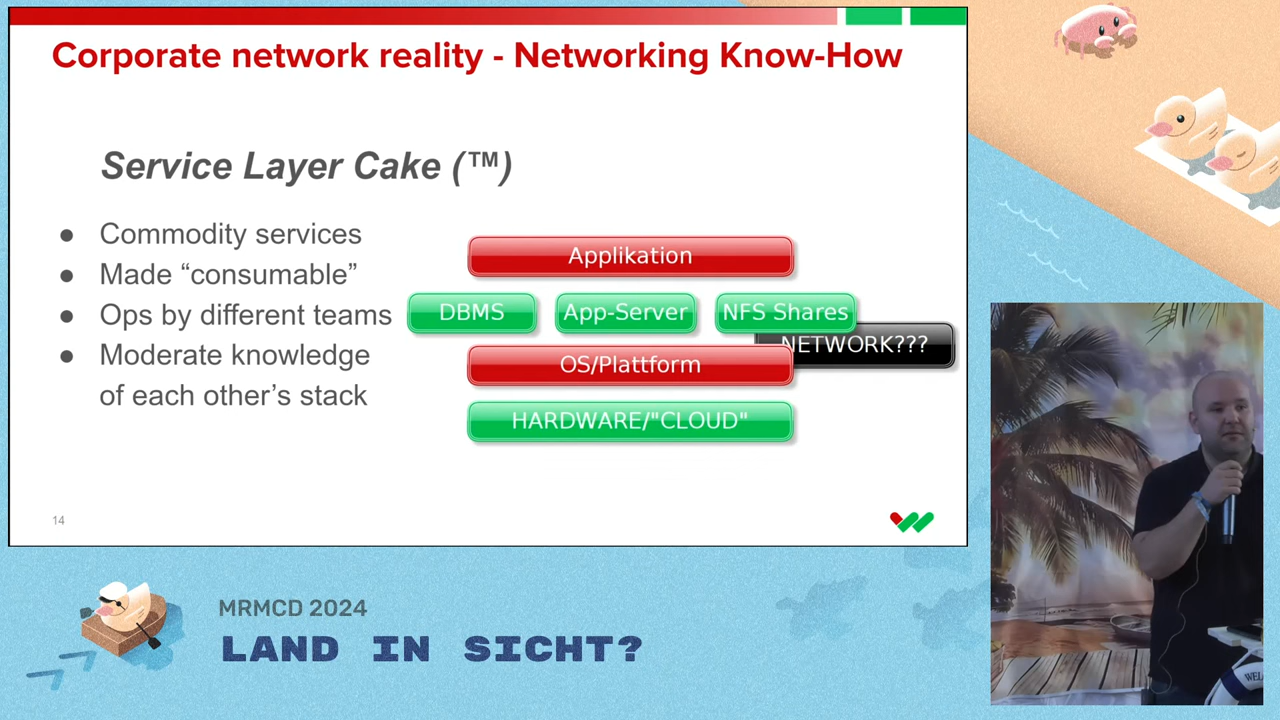 Corporate network reality - Networking Know-How
Service Layer Cake (™)
● Commodity services
● Made “consumable”
● Ops by different teams
● Moderate knowledge
of each other’s stack
Applikation
DBMS App-Server NFS Shares
NETWORK???
OS/Plattform
HARDWARE/"CLOUD"
14
MRMCD 2024
LAND IN SICHT?